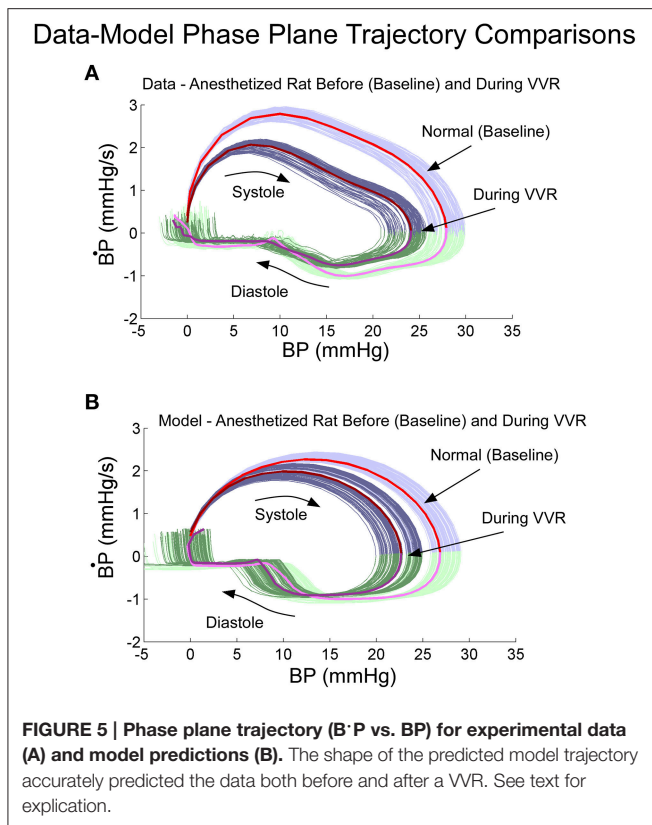 Data-Model Phase Plane Trajectory Comparisons
A
Data - Anesthetized Rat Before (Baseline) and During VVR
3
2
1
0
-1
-2
ḂP (mmHg/s)
Normal (Baseline)
During VVR
Systole
Diastole
-5 0 5 10 15 20 25 30 35
BP (mmHg)
B
Model - Anesthetized Rat Before (Baseline) and During VVR
3
2
1
0
-1
-2
ḂP (mmHg/s)
Normal (Baseline)
During VVR
Systole
Diastole
-5 0 5 10 15 20 25 30 35
BP (mmHg)
FIGURE 5 | Phase plane trajectory (B˙P vs. BP) for experimental data
(A) and model predictions (B). The shape of the predicted model trajectory
accurately predicted the data both before and after a VVR. See text for
explication.